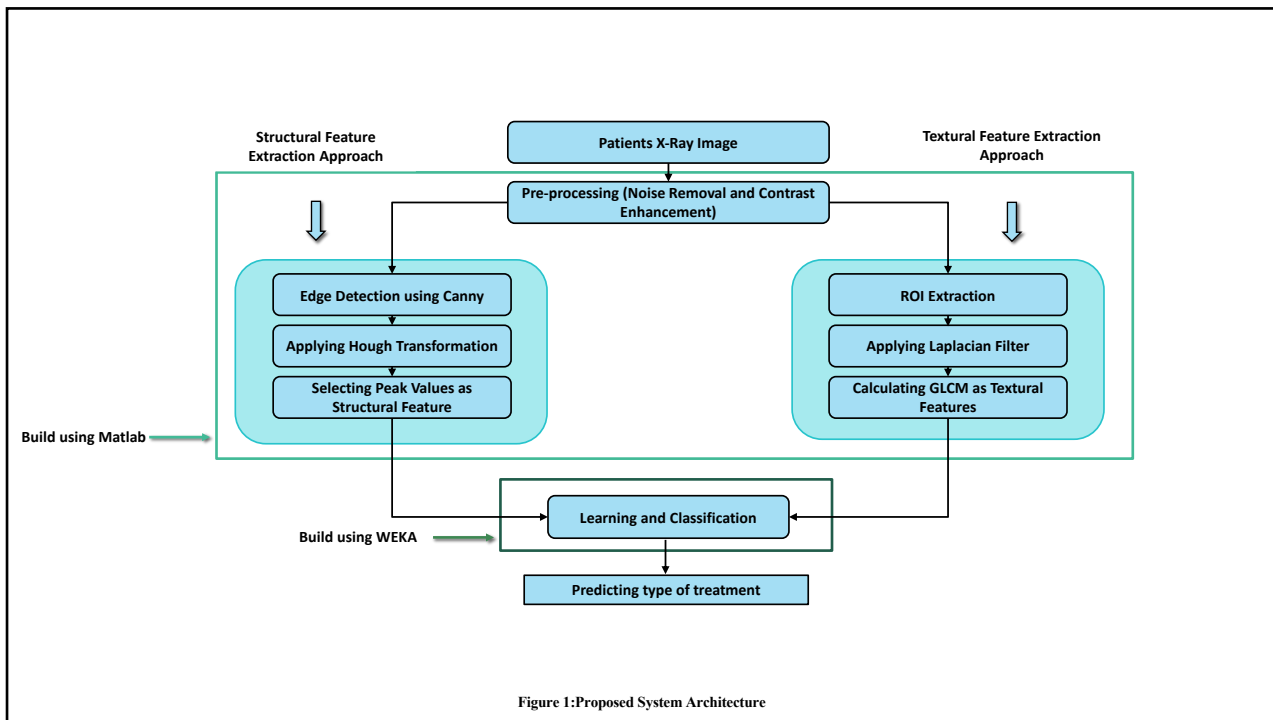 Structural Feature
Extraction Approach
Patients X-Ray Image
Textural Feature Extraction
Approach
Pre-processing (Noise Removal and Contrast
Enhancement)
Edge Detection using Canny
Applying Hough Transformation
Selecting Peak Values as
Structural Feature
ROI Extraction
Applying Laplacian Filter
Calculating GLCM as Textural
Features
Build using Matlab
Learning and Classification
Build using WEKA
Predicting type of treatment
Figure 1:Proposed System Architecture